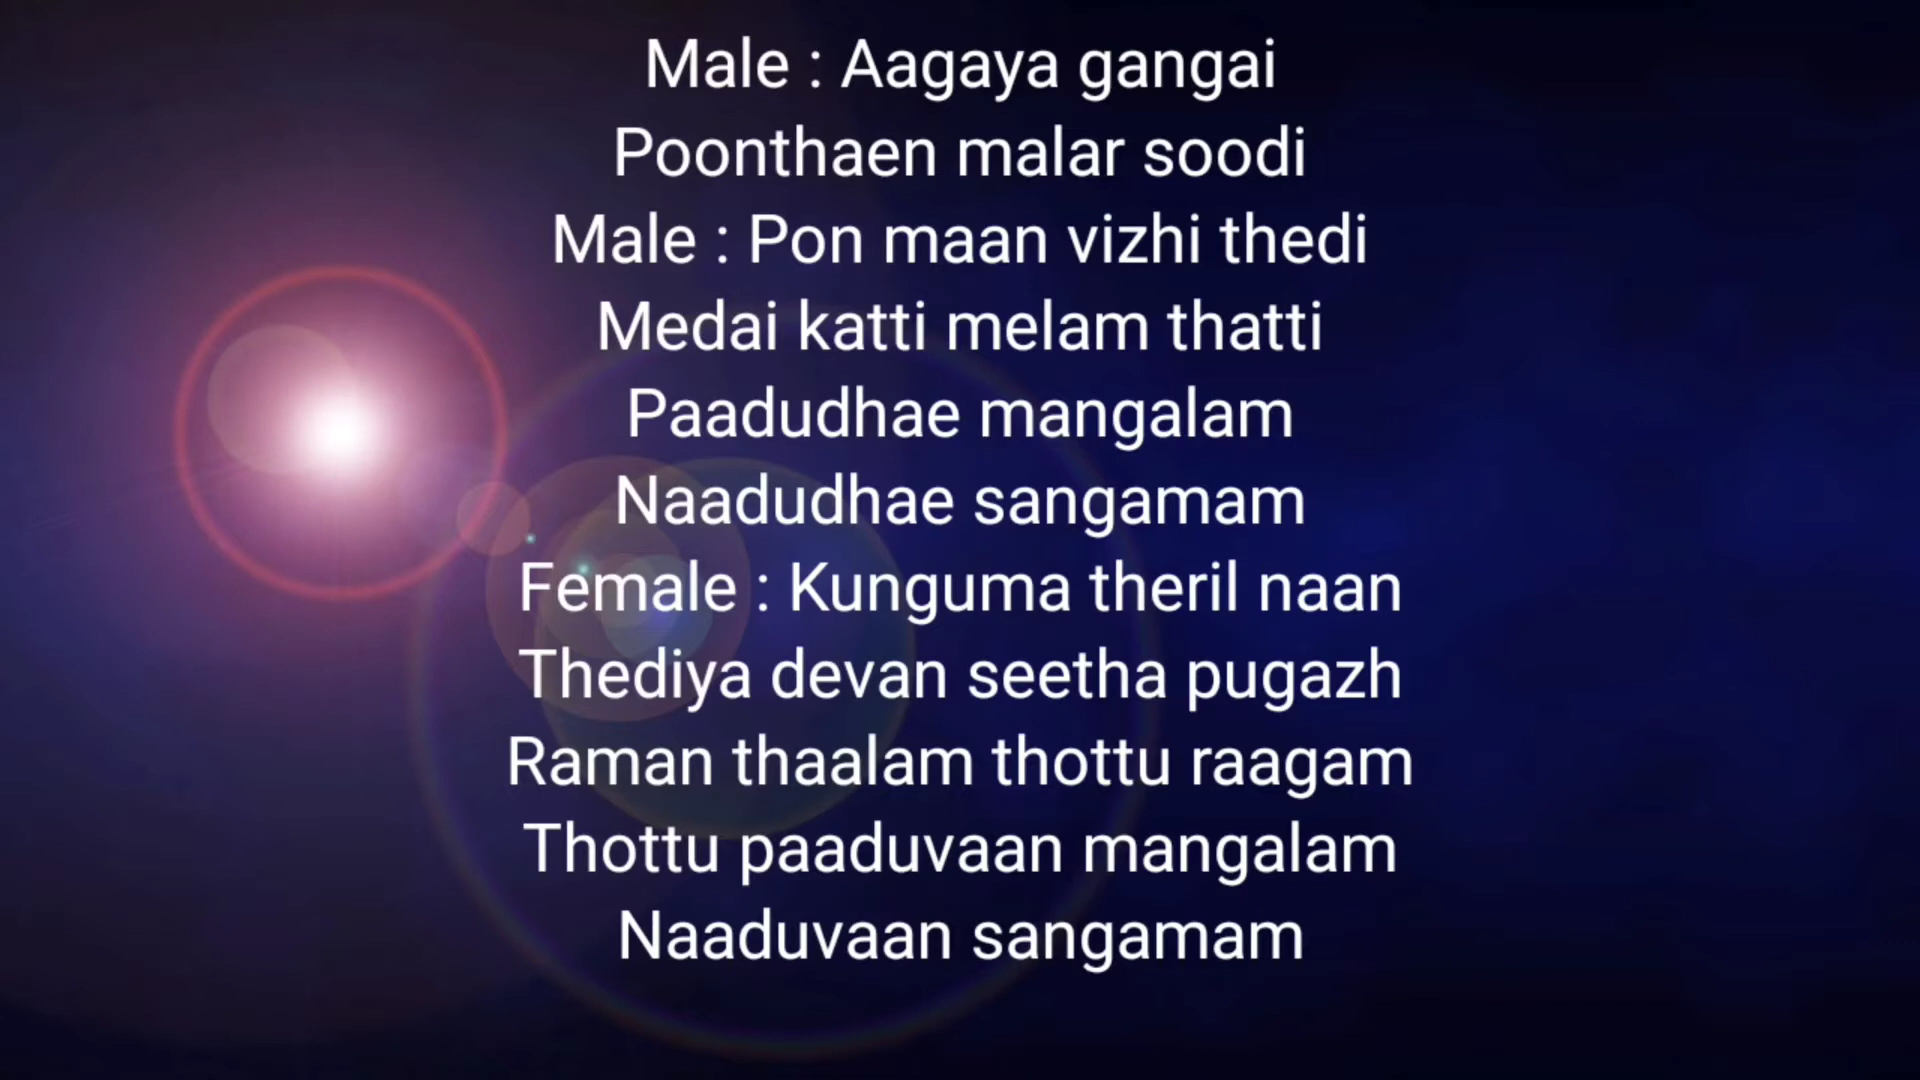 Male : Aagaya gangai
Poonthaen malar soodi
Male : Pon maan vizhi thedi
Medai katti melam thatti
Paadudhae mangalam
Naadudhae sangamam
Female : Kunguma theril naan
Thediya devan seetha pugazh
Raman thaalam thottu raagam
Thottu paaduvaan mangalam
Naaduvaan sangamam